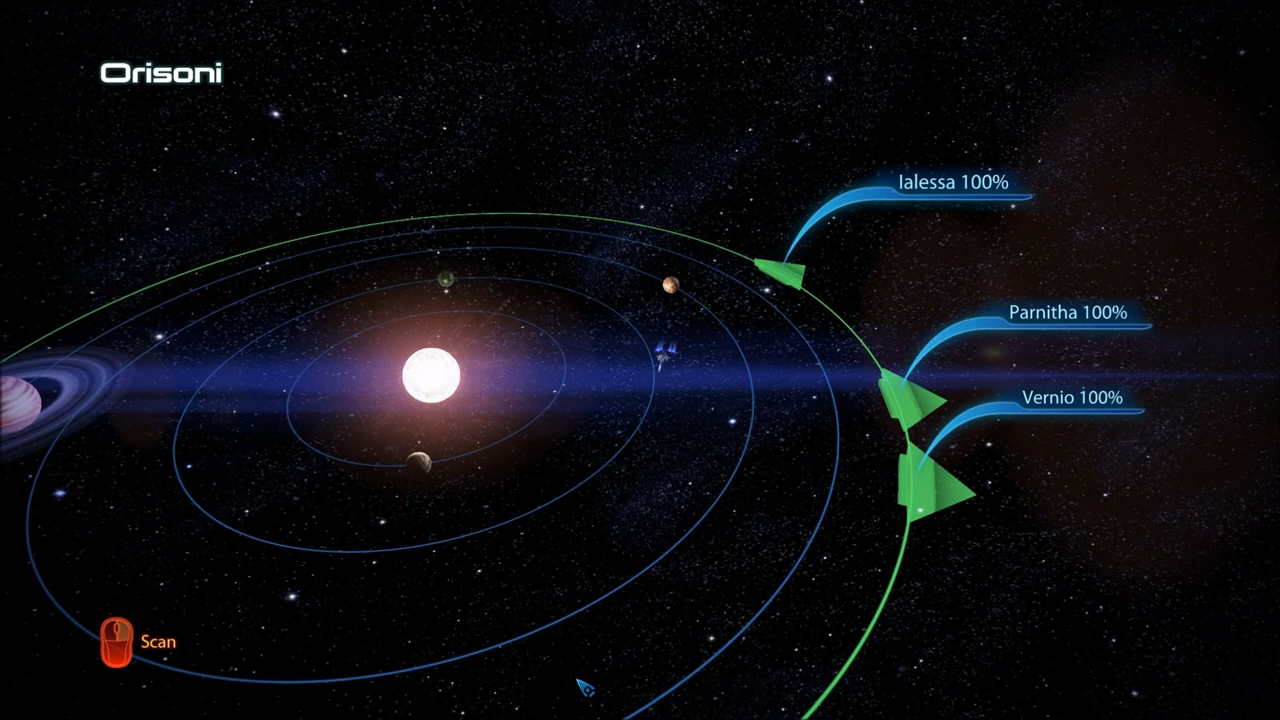 Orisoni
Ialessa 100%
Parnitha 100%
Vernio 100%
Scan